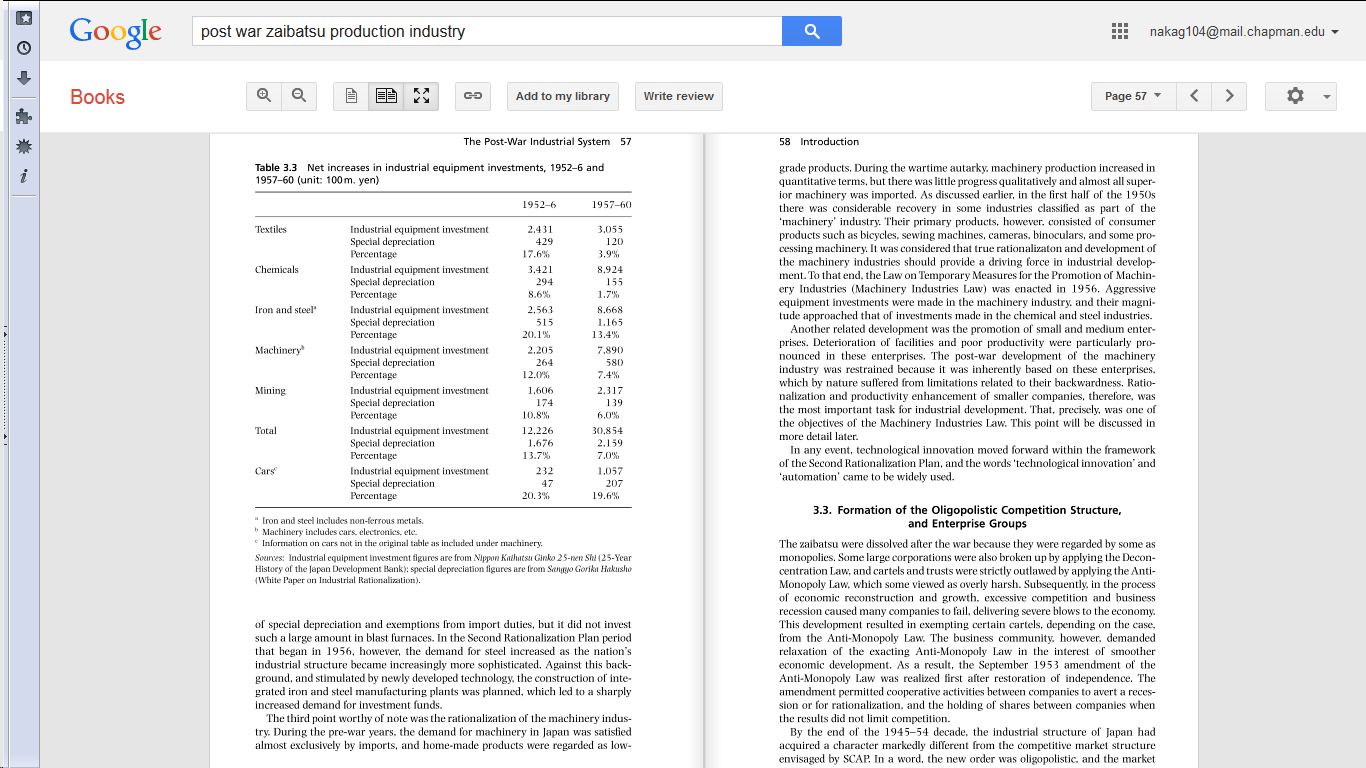 Google
post war zaibatsu production industry
nakag104@mail.chapman.edu
Books
Add to my library
Write review
Page 57
The Post-War Industrial System 57
Table 3.3 Net increases in industrial equipment investments, 1952–6 and
1957–60 (unit: 100 m. yen)
1952–6 1957–60
Textiles Industrial equipment investment 2,431 3,055
Special depreciation 429 120
Percentage 17.6% 3.9%
Chemicals Industrial equipment investment 3,421 8,924
Special depreciation 294 155
Percentage 8.6% 1.7%
Iron and steelᵃ Industrial equipment investment 2,563 8,668
Special depreciation 515 1,165
Percentage 20.1% 13.4%
Machineryᵇ Industrial equipment investment 2,205 7,890
Special depreciation 264 580
Percentage 12.0% 7.4%
Mining Industrial equipment investment 1,606 2,317
Special depreciation 174 139
Percentage 10.8% 6.0%
Total Industrial equipment investment 12,226 30,854
Special depreciation 1,676 2,159
Percentage 13.7% 7.0%
Carsᶜ Industrial equipment investment 232 1,057
Special depreciation 47 207
Percentage 20.3% 19.6%
ᵃ Iron and steel includes non-ferrous metals.
ᵇ Machinery includes cars, electronics, etc.
ᶜ Information on cars not in the original table as included under machinery.
Sources: Industrial equipment investment figures are from Nippon Kaihatsu Ginko 25-nen Shi (25-Year
History of the Japan Development Bank); special depreciation figures are from Sangyo Gorika Hakusho
(White Paper on Industrial Rationalization).
of special depreciation and exemptions from import duties, but it did not invest
such a large amount in blast furnaces. In the Second Rationalization Plan period
that began in 1956, however, the demand for steel increased as the nation's
industrial structure became increasingly more sophisticated. Against this back-
ground, and stimulated by newly developed technology, the construction of inte-
grated iron and steel manufacturing plants was planned, which led to a sharply
increased demand for investment funds.
The third point worthy of note was the rationalization of the machinery indus-
try. During the pre-war years, the demand for machinery in Japan was satisfied
almost exclusively by imports, and home-made products were regarded as low-
58 Introduction
grade products. During the wartime autarky, machinery production increased in
quantitative terms, but there was little progress qualitatively and almost all super-
ior machinery was imported. As discussed earlier, in the first half of the 1950s
there was considerable recovery in some industries classified as part of the
'machinery' industry. Their primary products, however, consisted of consumer
products such as bicycles, sewing machines, cameras, binoculars, and some pro-
cessing machinery. It was considered that true rationalizaton and development of
the machinery industries should provide a driving force in industrial develop-
ment. To that end, the Law on Temporary Measures for the Promotion of Machin-
ery Industries (Machinery Industries Law) was enacted in 1956. Aggressive
equipment investments were made in the machinery industry, and their magni-
tude approached that of investments made in the chemical and steel industries.
Another related development was the promotion of small and medium enter-
prises. Deterioration of facilities and poor productivity were particularly pro-
nounced in these enterprises. The post-war development of the machinery
industry was restrained because it was inherently based on these enterprises,
which by nature suffered from limitations related to their backwardness. Ratio-
nalization and productivity enhancement of smaller companies, therefore, was
the most important task for industrial development. That, precisely, was one of
the objectives of the Machinery Industries Law. This point will be discussed in
more detail later.
In any event, technological innovation moved forward within the framework
of the Second Rationalization Plan, and the words 'technological innovation' and
'automation' came to be widely used.
3.3. Formation of the Oligopolistic Competition Structure,
and Enterprise Groups
The zaibatsu were dissolved after the war because they were regarded by some as
monopolies. Some large corporations were also broken up by applying the Decon-
centration Law, and cartels and trusts were strictly outlawed by applying the Anti-
Monopoly Law, which some viewed as overly harsh. Subsequently, in the process
of economic reconstruction and growth, excessive competition and business
recession caused many companies to fail, delivering severe blows to the economy.
This development resulted in exempting certain cartels, depending on the case,
from the Anti-Monopoly Law. The business community, however, demanded
relaxation of the exacting Anti-Monopoly Law in the interest of smoother
economic development. As a result, the September 1953 amendment of the
Anti-Monopoly Law was realized first after restoration of independence. The
amendment permitted cooperative activities between companies to avert a reces-
sion or for rationalization, and the holding of shares between companies when
the results did not limit competition.
By the end of the 1945–54 decade, the industrial structure of Japan had
acquired a character markedly different from the competitive market structure
envisaged by SCAP. In a word, the new order was oligopolistic, and the market